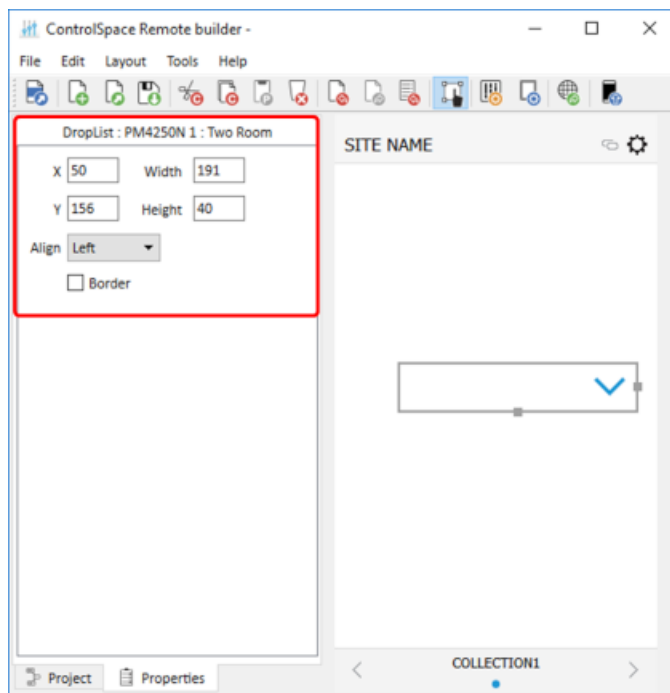 ControlSpace Remote builder -
File Edit Layout Tools Help
DropList : PM4250N 1 : Two Room
X 50 Width 191
Y 156 Height 40
Align Left
Border
SITE NAME
COLLECTION1
Project Properties